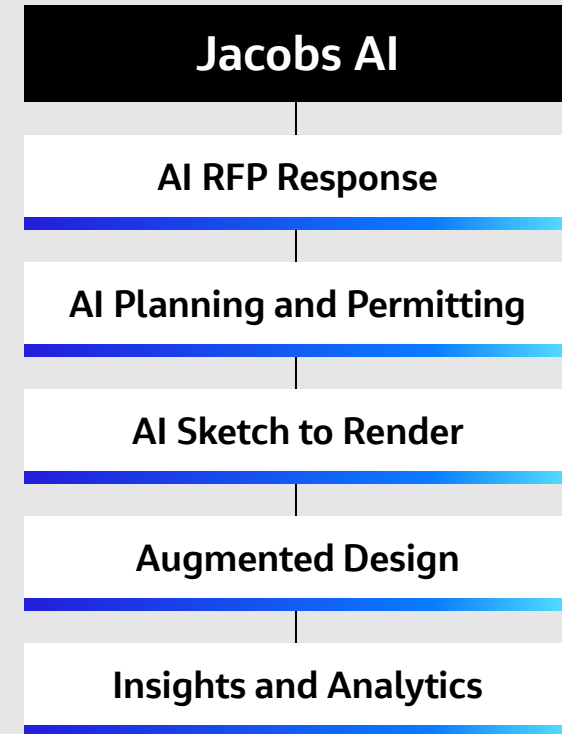 Jacobs AI
AI RFP Response
AI Planning and Permitting
AI Sketch to Render
Augmented Design
Insights and Analytics